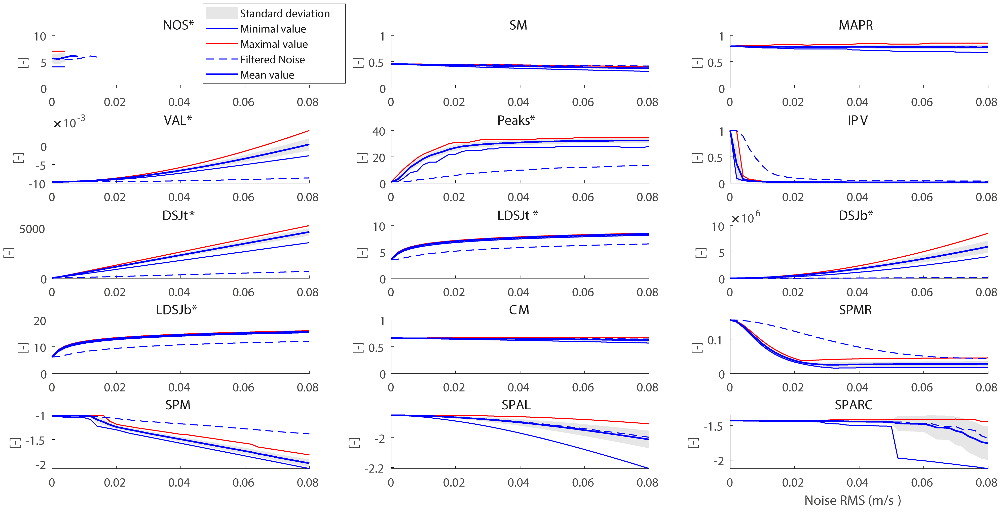 Standard deviation
Minimal value
Maximal value
Filtered Noise
Mean value
NOS*
10
5
0
[-]
0 0.02 0.04 0.06 0.08
SM
1
0.5
0
[-]
0 0.02 0.04 0.06 0.08
MAPR
1
0.5
0
[-]
0 0.02 0.04 0.06 0.08
VAL*
×10-3
0
-5
-10
[-]
0 0.02 0.04 0.06 0.08
Peaks*
40
20
0
[-]
0 0.02 0.04 0.06 0.08
IPV
1
0.5
0
[-]
0 0.02 0.04 0.06 0.08
DSJt*
5000
0
[-]
0 0.02 0.04 0.06 0.08
LDSJt *
10
5
0
[-]
0 0.02 0.04 0.06 0.08
DSJb*
×10 6
10
5
0
[-]
0 0.02 0.04 0.06 0.08
LDSJb*
20
10
0
[-]
0 0.02 0.04 0.06 0.08
CM
1
0.5
0
[-]
0 0.02 0.04 0.06 0.08
SPMR
0.1
0
[-]
0 0.02 0.04 0.06 0.08
SPM
-1
-1.5
-2
[-]
0 0.02 0.04 0.06 0.08
SPAL
-2
-2.2
[-]
0 0.02 0.04 0.06 0.08
SPARC
-1.5
-2
[-]
0 0.02 0.04 0.06 0.08
Noise RMS (m/s )